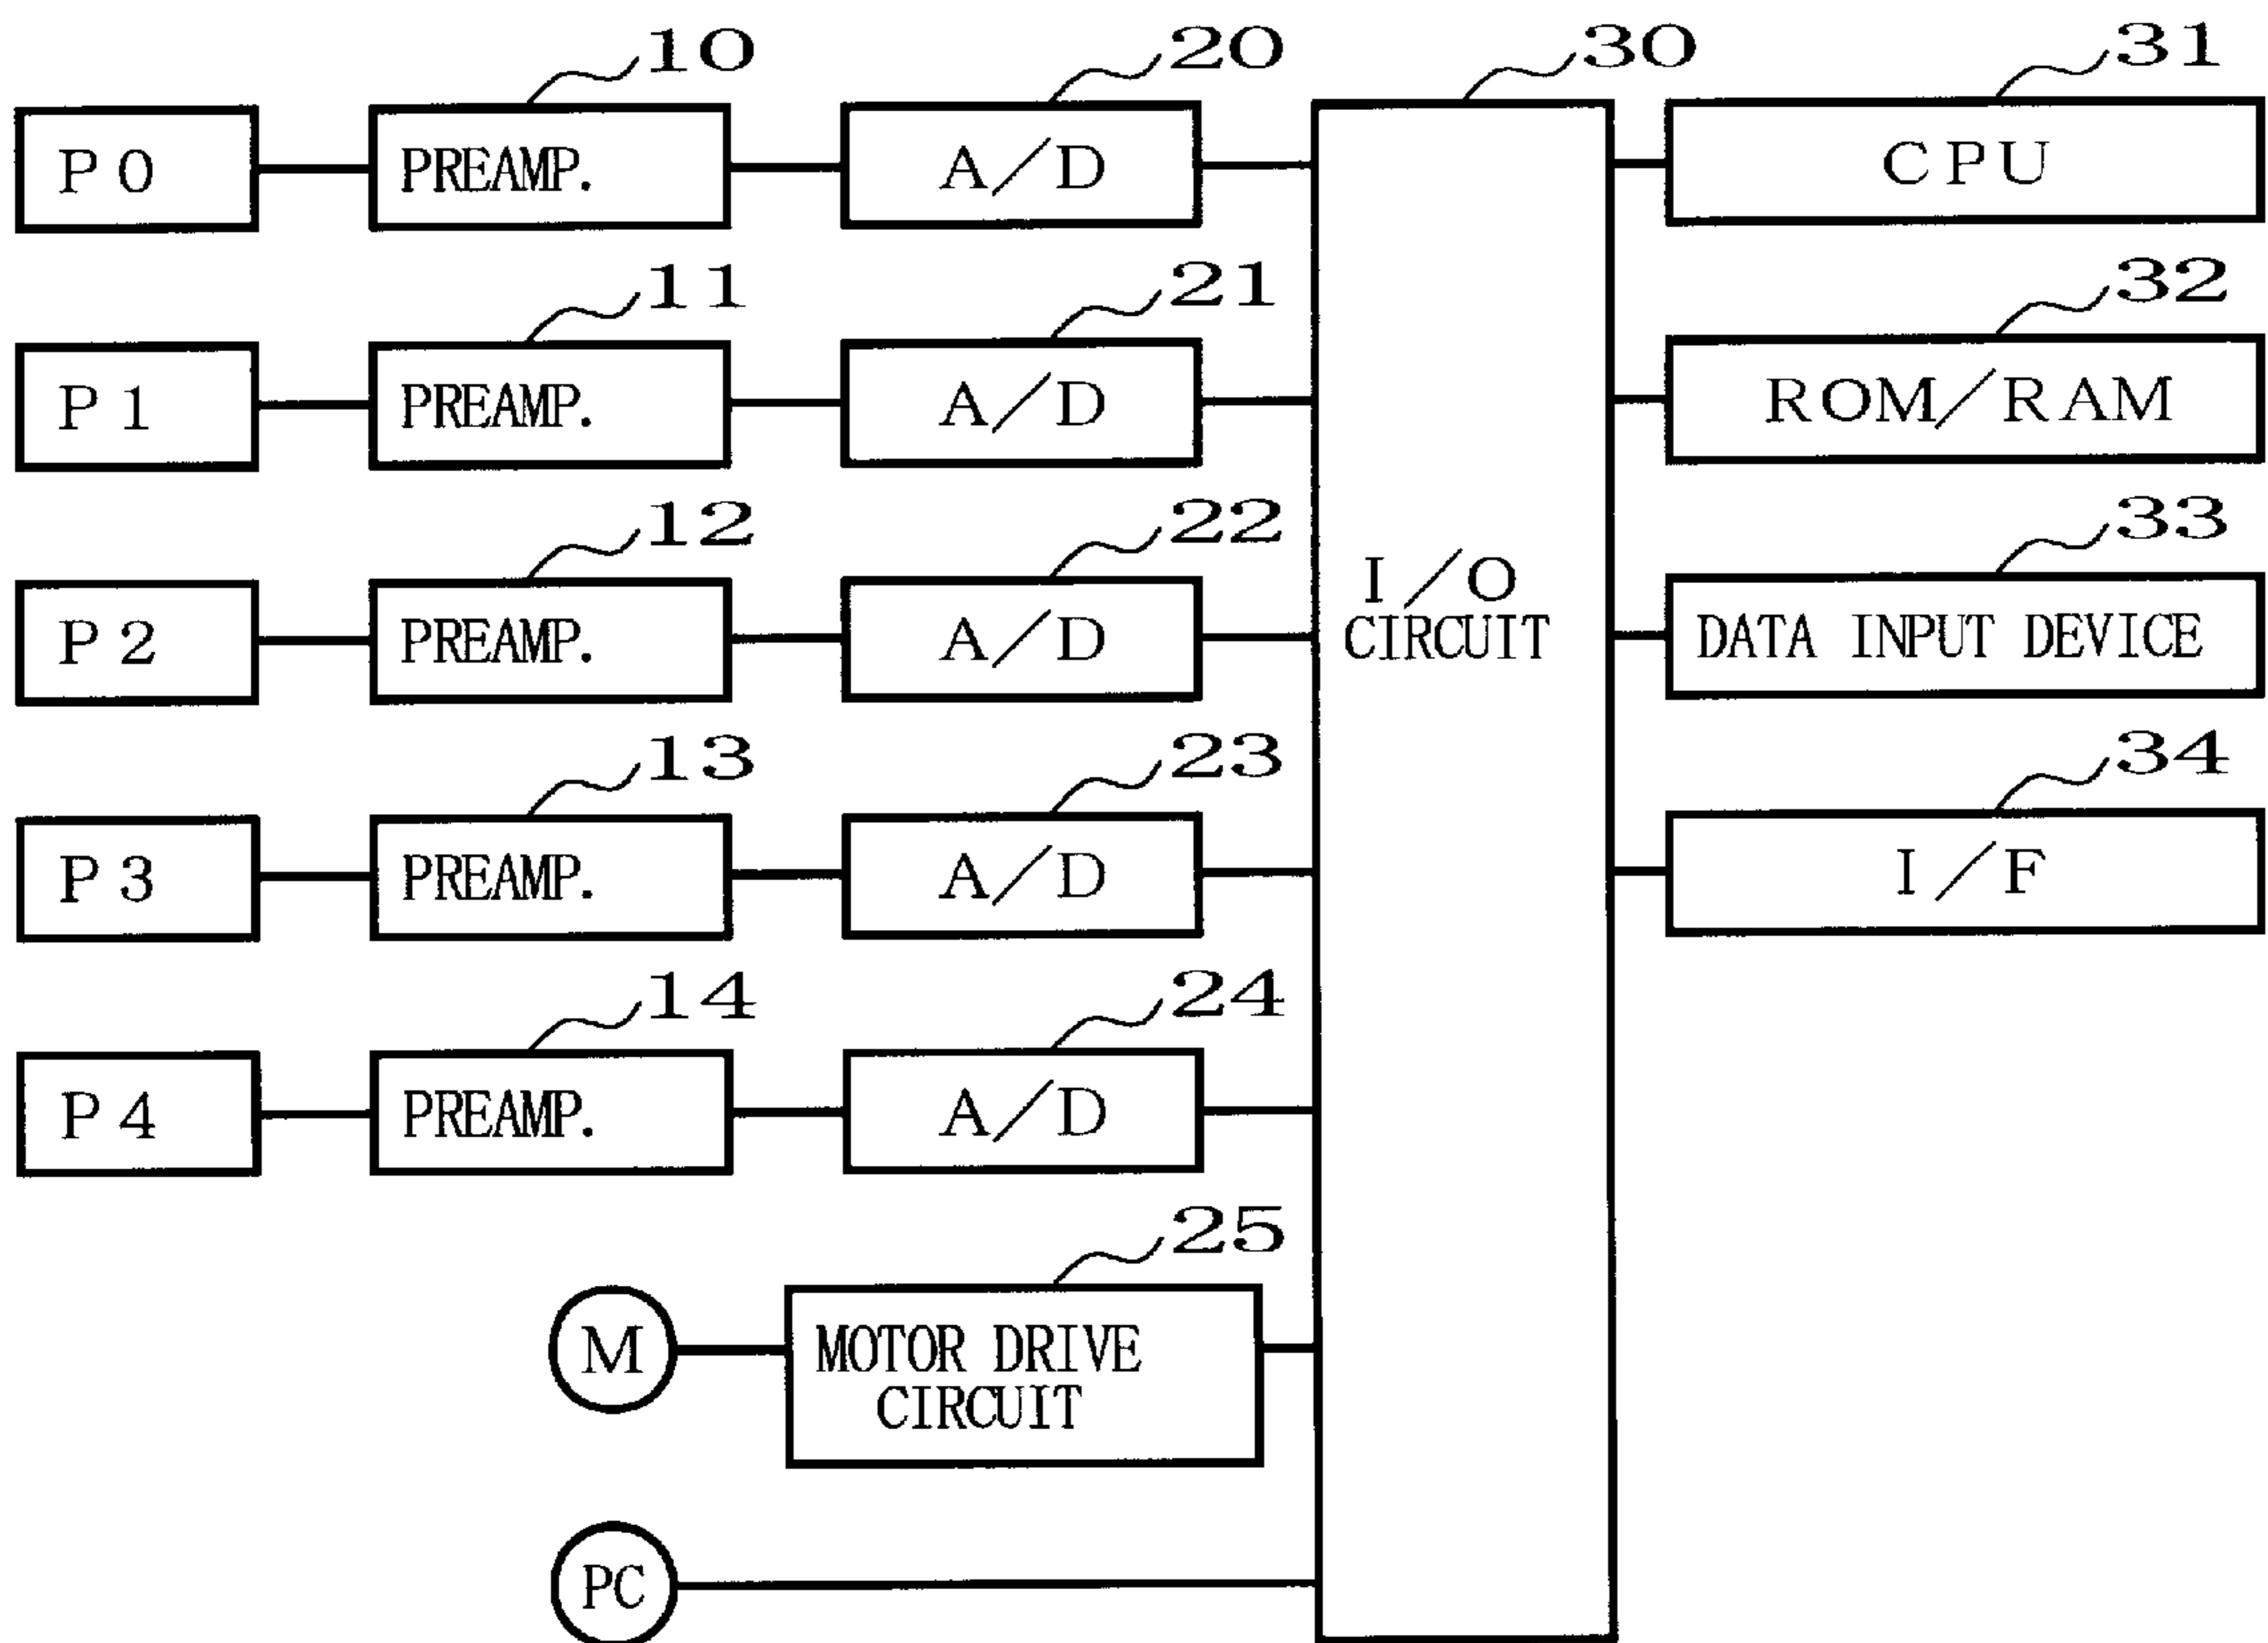 10 20 30 31
P0 PREAMP. A/D CPU
11 21 32
P1 PREAMP. A/D ROM/RAM
12 22 33
I/O
P2 PREAMP. A/D CIRCUIT DATA INPUT DEVICE
13 23 34
P3 PREAMP. A/D I/F
14 24
P4 PREAMP. A/D
25
M MOTOR DRIVE
CIRCUIT
PC